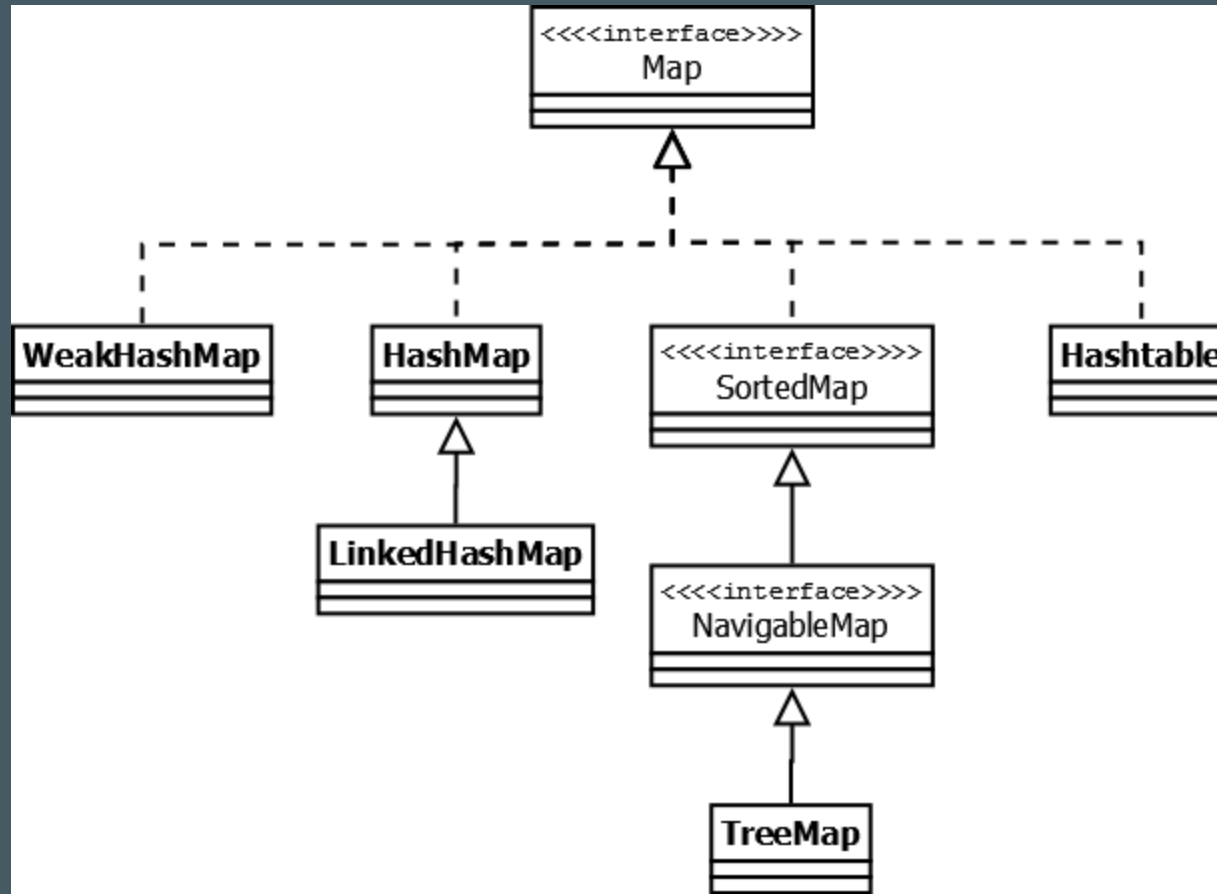 <<<<interface>>>>
Map
WeakHashMap
HashMap
<<<<interface>>>>
SortedMap
Hashtable
LinkedHashMap
<<<<interface>>>>
NavigableMap
TreeMap